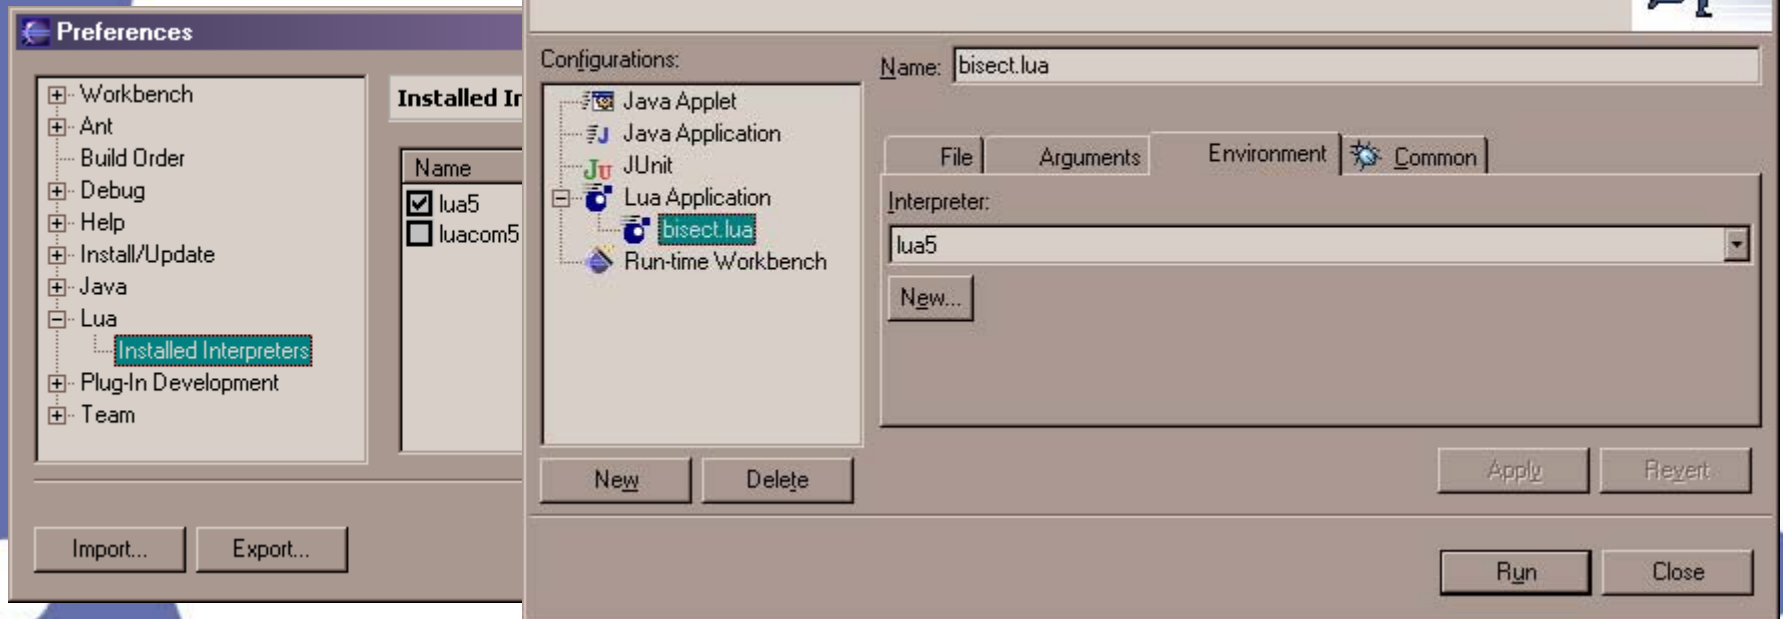 Preferences
Workbench
Ant
Build Order
Debug
Help
Install/Update
Java
Lua
Installed Interpreters
Plug-In Development
Team
Installed In
Name
lua5
luacom5
Import...
Export...
Configurations:
Java Applet
Java Application
JUnit
Lua Application
bisect.lua
Run-time Workbench
New
Delete
Name: bisect.lua
File Arguments Environment Common
Interpreter:
lua5
New...
Apply Revert
Run Close